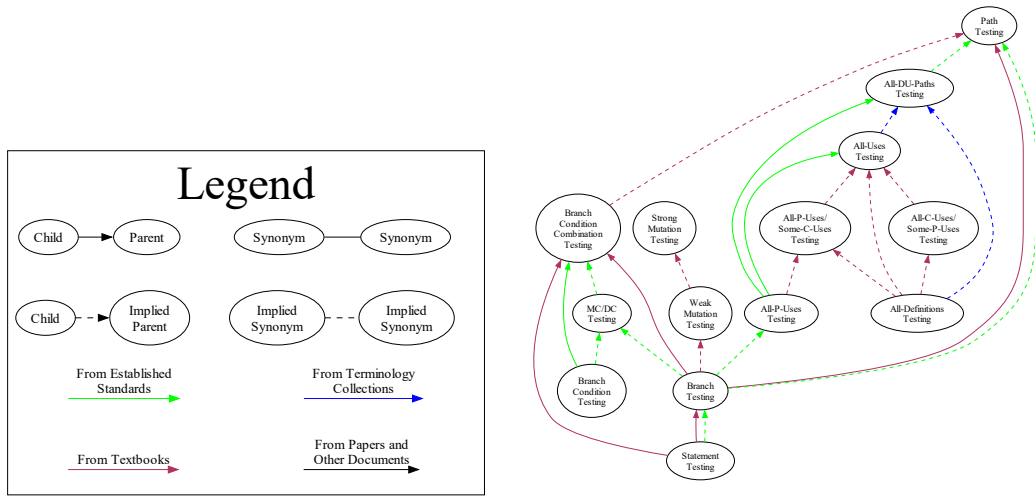 Legend
Child
Parent
Synonym
Synonym
Child
Implied
Parent
Implied
Synonym
Implied
Synonym
From Established
Standards
From Terminology
Collections
From Textbooks
From Papers and
Other Documents
Path
Testing
All-DU-Paths
Testing
All-Uses
Testing
Branch
Condition
Combination
Testing
Strong
Mutation
Testing
All-P-Uses/
Some-C-Uses
Testing
All-C-Uses/
Some-P-Uses
Testing
MC/DC
Testing
Weak
Mutation
Testing
All-P-Uses
Testing
All-Definitions
Testing
Branch
Condition
Testing
Branch
Testing
Statement
Testing